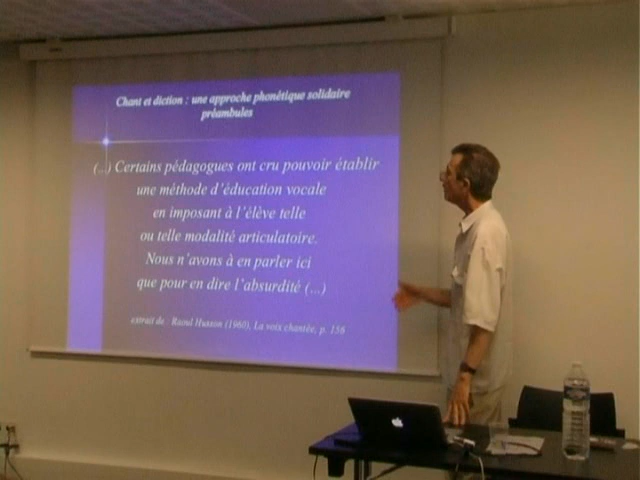 Chant et diction : une approche phonétique solidaire
préambules
(...) Certains pédagogues ont cru pouvoir établir
une méthode d'éducation vocale
en imposant à l'élève telle
ou telle modalité articulatoire.
Nous n'avons à en parler ici
que pour en dire l'absurdité (...)
extrait de : Raoul Husson (1960), La voix chantée, p. 156